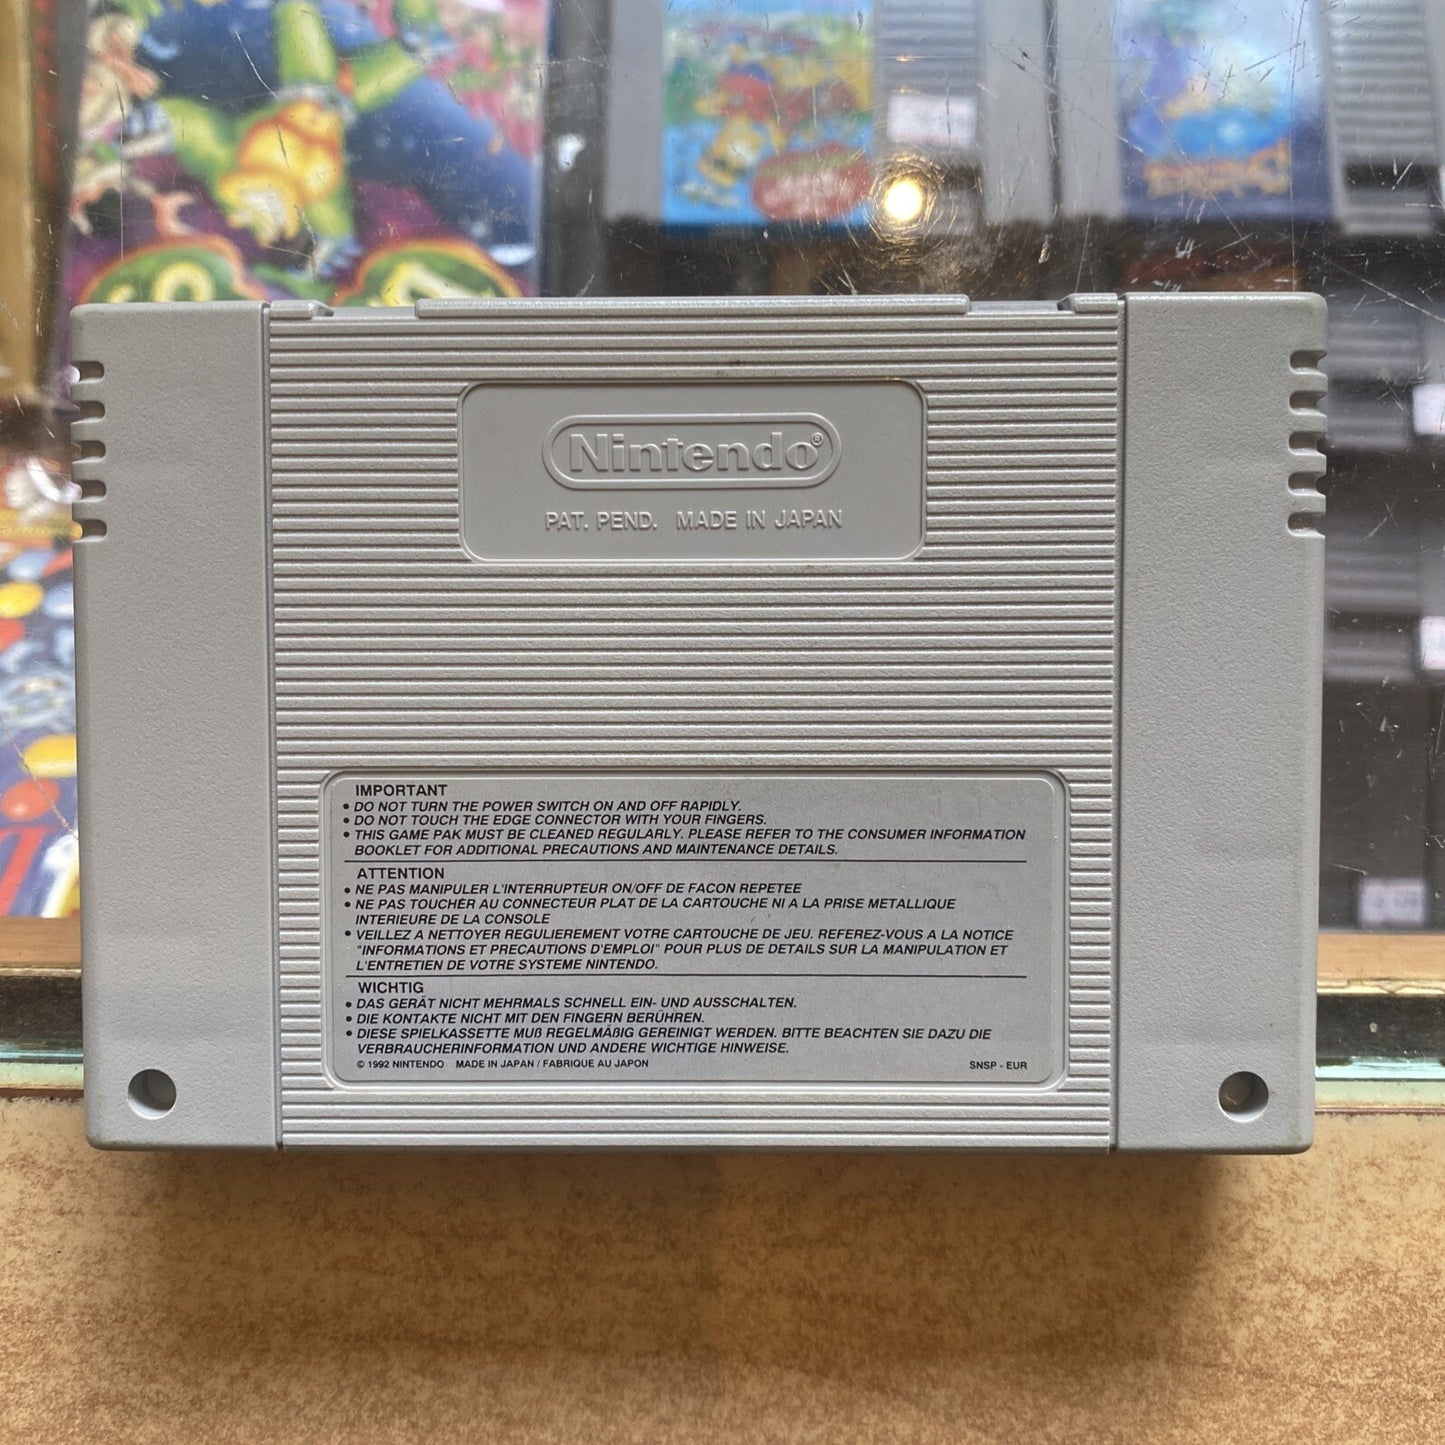 Nintendo®
PAT. PEND. MADE IN JAPAN
IMPORTANT
• DO NOT TURN THE POWER SWITCH ON AND OFF RAPIDLY.
• DO NOT TOUCH THE EDGE CONNECTOR WITH YOUR FINGERS.
• THIS GAME PAK MUST BE CLEANED REGULARLY. PLEASE REFER TO THE CONSUMER INFORMATION
BOOKLET FOR ADDITIONAL PRECAUTIONS AND MAINTENANCE DETAILS.
ATTENTION
• NE PAS MANIPULER L'INTERRUPTEUR ON/OFF DE FACON REPETEE
• NE PAS TOUCHER AU CONNECTEUR PLAT DE LA CARTOUCHE NI A LA PRISE METALLIQUE
INTERIEURE DE LA CONSOLE
• VEILLEZ A NETTOYER REGULIEREMENT VOTRE CARTOUCHE DE JEU. REFEREZ-VOUS A LA NOTICE
"INFORMATIONS ET PRECAUTIONS D'EMPLOI" POUR PLUS DE DETAILS SUR LA MANIPULATION ET
L'ENTRETIEN DE VOTRE SYSTEME NINTENDO.
WICHTIG
• DAS GERÄT NICHT MEHRMALS SCHNELL EIN- UND AUSSCHALTEN.
• DIE KONTAKTE NICHT MIT DEN FINGERN BERÜHREN.
• DIESE SPIELKASSETTE MUß REGELMÄßIG GEREINIGT WERDEN. BITTE BEACHTEN SIE DAZU DIE
VERBRAUCHERINFORMATION UND ANDERE WICHTIGE HINWEISE.
© 1992 NINTENDO MADE IN JAPAN / FABRIQUE AU JAPON SNSP - EUR